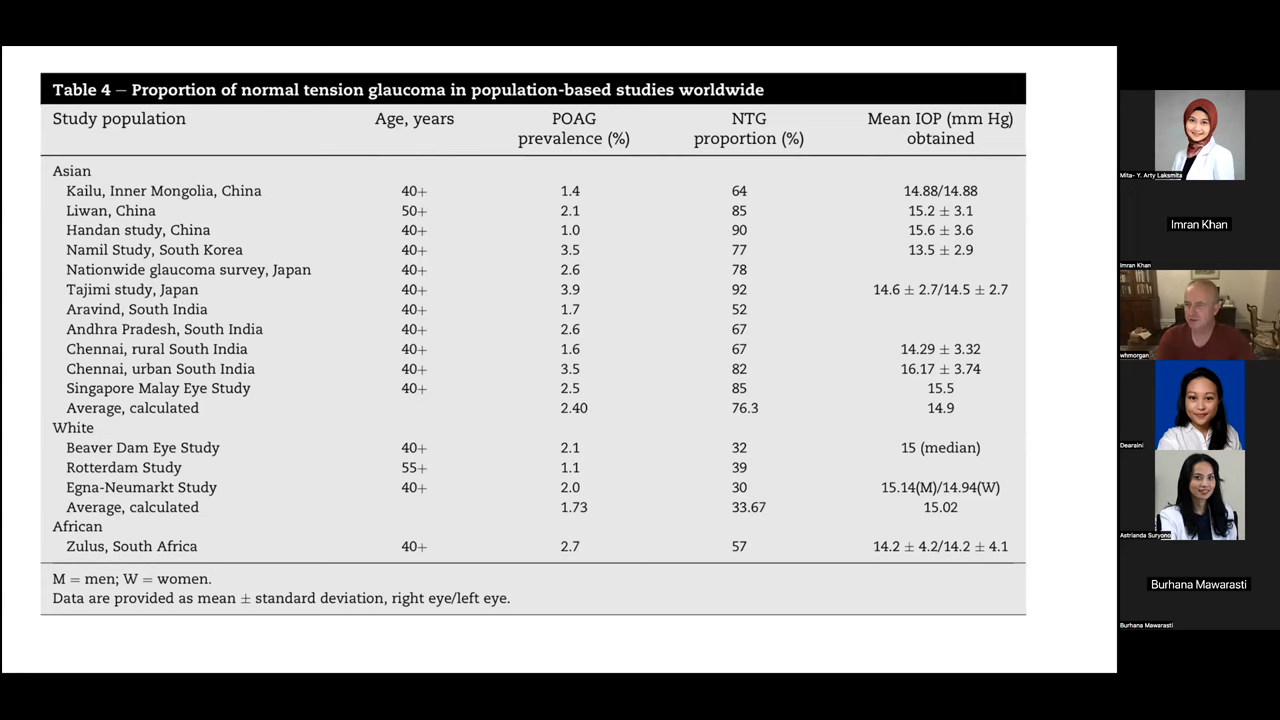 Table 4 – Proportion of normal tension glaucoma in population-based studies worldwide
Study population Age, years POAG prevalence (%) NTG proportion (%) Mean IOP (mm Hg) obtained
Asian
Kailu, Inner Mongolia, China 40+ 1.4 64 14.88/14.88
Liwan, China 50+ 2.1 85 15.2 ± 3.1
Handan study, China 40+ 1.0 90 15.6 ± 3.6
Namil Study, South Korea 40+ 3.5 77 13.5 ± 2.9
Nationwide glaucoma survey, Japan 40+ 2.6 78
Tajimi study, Japan 40+ 3.9 92 14.6 ± 2.7/14.5 ± 2.7
Aravind, South India 40+ 1.7 52
Andhra Pradesh, South India 40+ 2.6 67
Chennai, rural South India 40+ 1.6 67 14.29 ± 3.32
Chennai, urban South India 40+ 3.5 82 16.17 ± 3.74
Singapore Malay Eye Study 40+ 2.5 85 15.5
Average, calculated 2.40 76.3 14.9
White
Beaver Dam Eye Study 40+ 2.1 32 15 (median)
Rotterdam Study 55+ 1.1 39
Egna-Neumarkt Study 40+ 2.0 30 15.14(M)/14.94(W)
Average, calculated 1.73 33.67 15.02
African
Zulus, South Africa 40+ 2.7 57 14.2 ± 4.2/14.2 ± 4.1
M = men; W = women.
Data are provided as mean ± standard deviation, right eye/left eye.
Mita- Y. Arty Laksmita
Imran Khan
Imran Khan
whmorgan
Dearaini
Astrianda Suryono
Burhana Mawarasti
Burhana Mawarasti